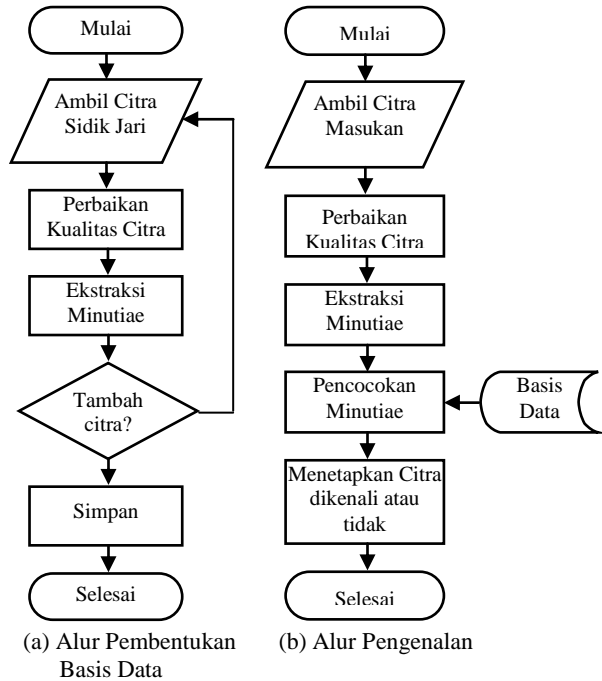 Mulai
Ambil Citra
Sidik Jari
Perbaikan
Kualitas Citra
Ekstraksi
Minutiae
Tambah
citra?
Simpan
Selesai
(a) Alur Pembentukan
Basis Data
Mulai
Ambil Citra
Masukan
Perbaikan
Kualitas Citra
Ekstraksi
Minutiae
Pencocokan
Minutiae
Basis
Data
Menetapkan Citra
dikenali atau
tidak
Selesai
(b) Alur Pengenalan